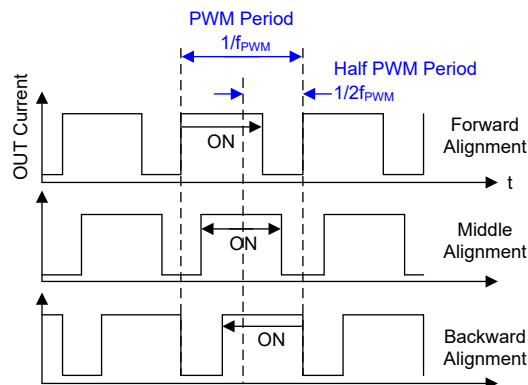 PWM Period
1/fPWM
Half PWM Period
1/2fPWM
OUT Current
ON
Forward
Alignment
t
ON
Middle
Alignment
ON
Backward
Alignment